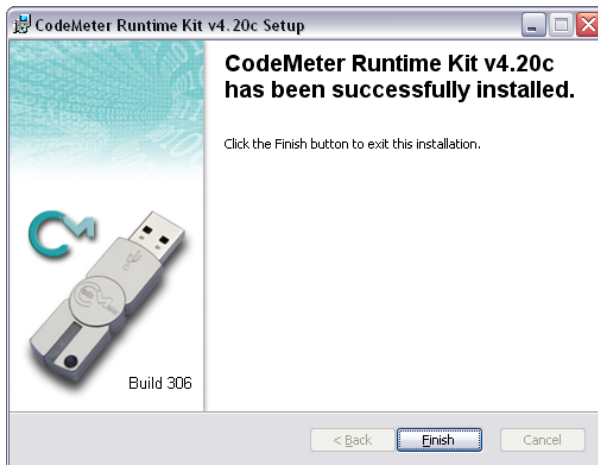 CodeMeter Runtime Kit v4.20c Setup
CodeMeter Runtime Kit v4.20c
has been successfully installed.
Click the Finish button to exit this installation.
Build 306
< Back
Finish
Cancel